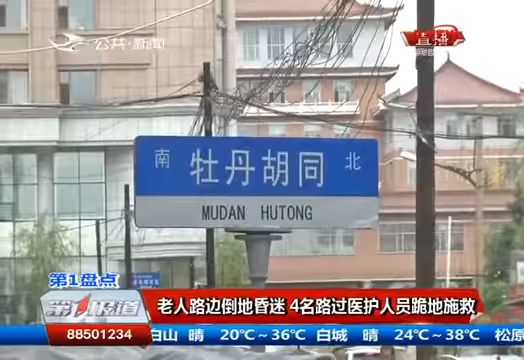 公共·新闻
直播
南 牡丹胡同 北
MUDAN HUTONG
第1盘点
第1报道
老人路边倒地昏迷 4名路过医护人员跪地施救
88501234
白山 晴 20℃~36℃ 白城 晴 24℃~38℃ 松原